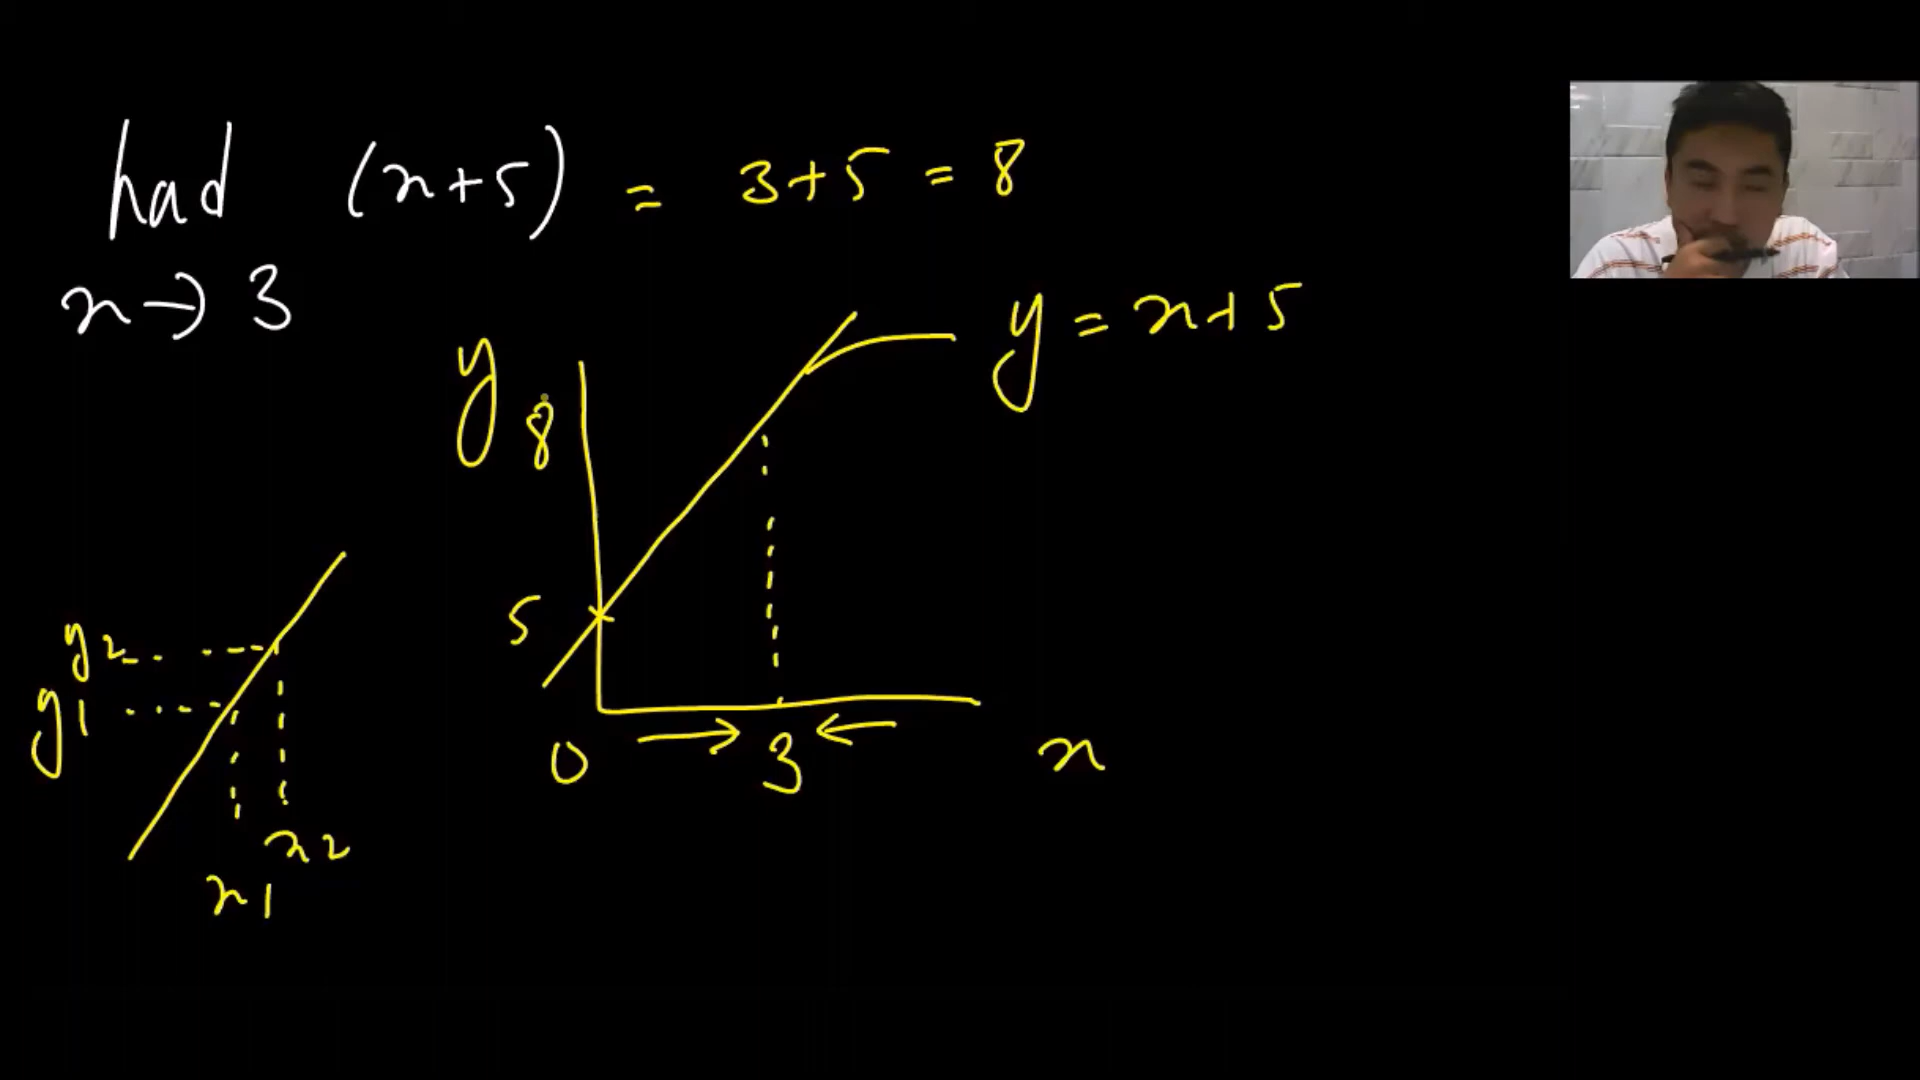 had (x+5) = 3+5 = 8
x → 3
y = x+5
y
8
5
0 → 3 ← x
y2
y1
x2
x1